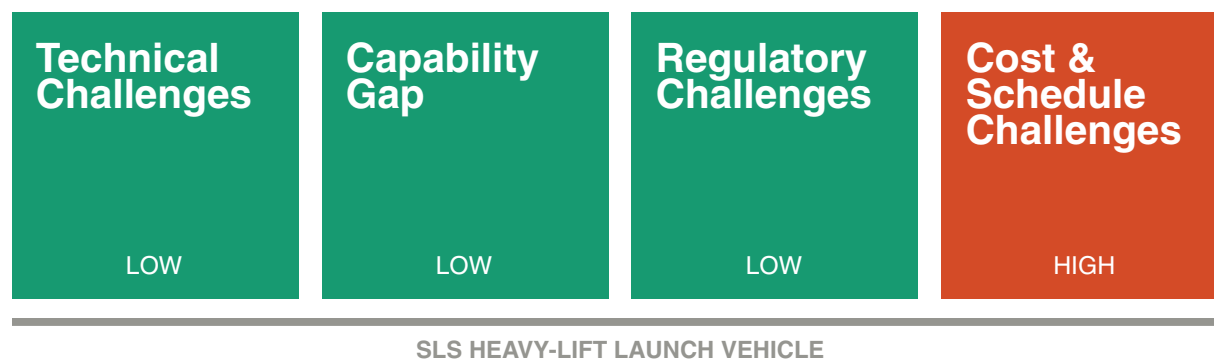 Technical
Challenges
LOW
Capability
Gap
LOW
Regulatory
Challenges
LOW
Cost &
Schedule
Challenges
HIGH
SLS HEAVY-LIFT LAUNCH VEHICLE